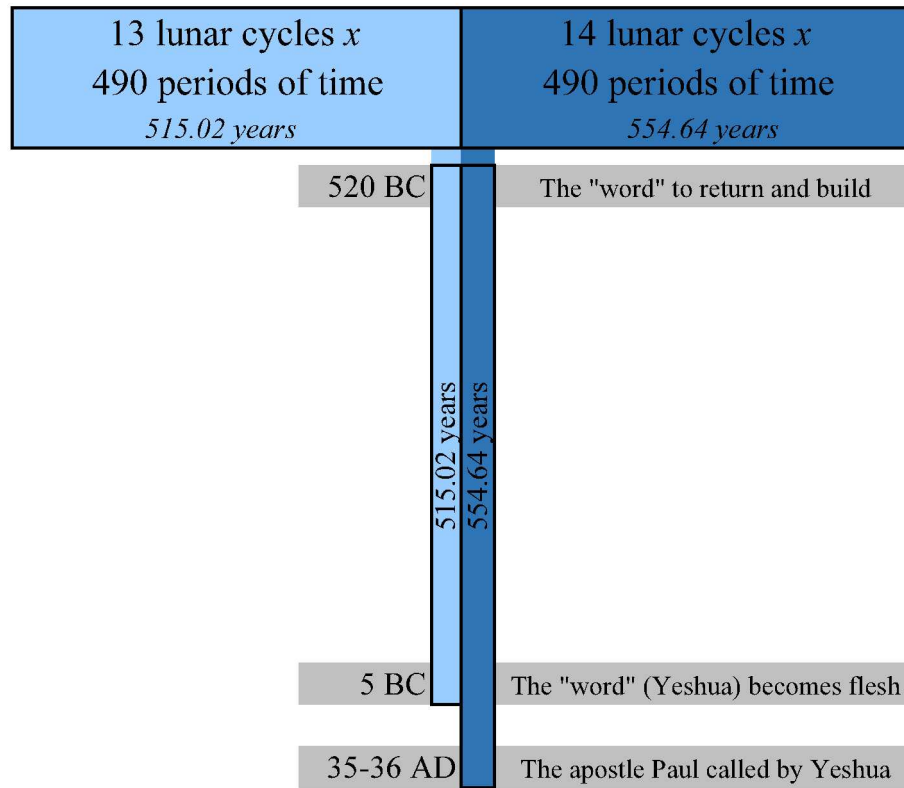 13 lunar cycles x
490 periods of time
515.02 years
14 lunar cycles x
490 periods of time
554.64 years
520 BC
The "word" to return and build
515.02 years
554.64 years
5 BC
The "word" (Yeshua) becomes flesh
35-36 AD
The apostle Paul called by Yeshua